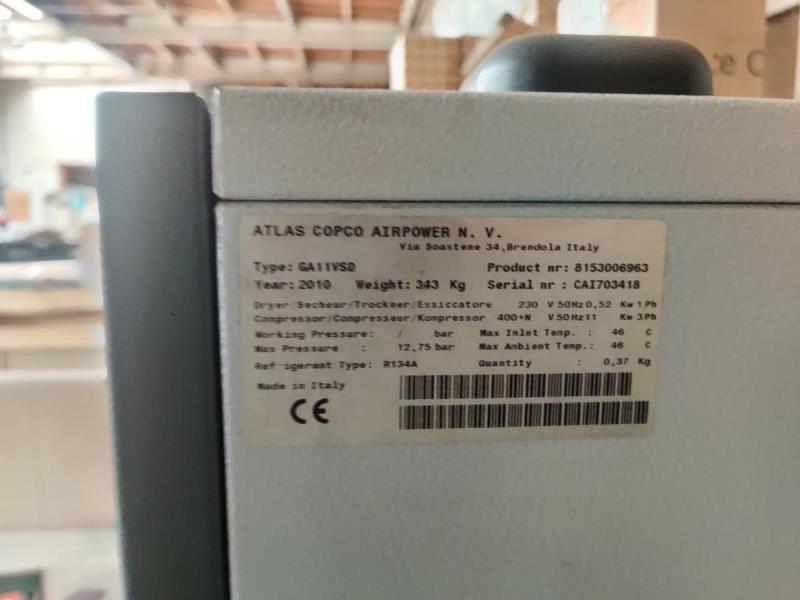 ATLAS COPCO AIRPOWER N. V.
Via Soastene 34,Brendola Italy
Type: GA11VSD Product nr: 8153006963
Year: 2010 Weight: 343 Kg Serial nr : CAI703418
Dryer/Secheur/Trockner/Essiccatore 230 V 50Hz 0,52 Kw 1Ph
Compressor/Compresseur/Kompressor 400+N V 50Hz 11 Kw 3Ph
Working Pressure: / bar Max Inlet Temp. : 46 C
Max Pressure : 12,75 bar Max Ambient Temp.: 46 C
Refrigeramt Type: R134A Quantity : 0,37 Kg
Made in Italy
CE